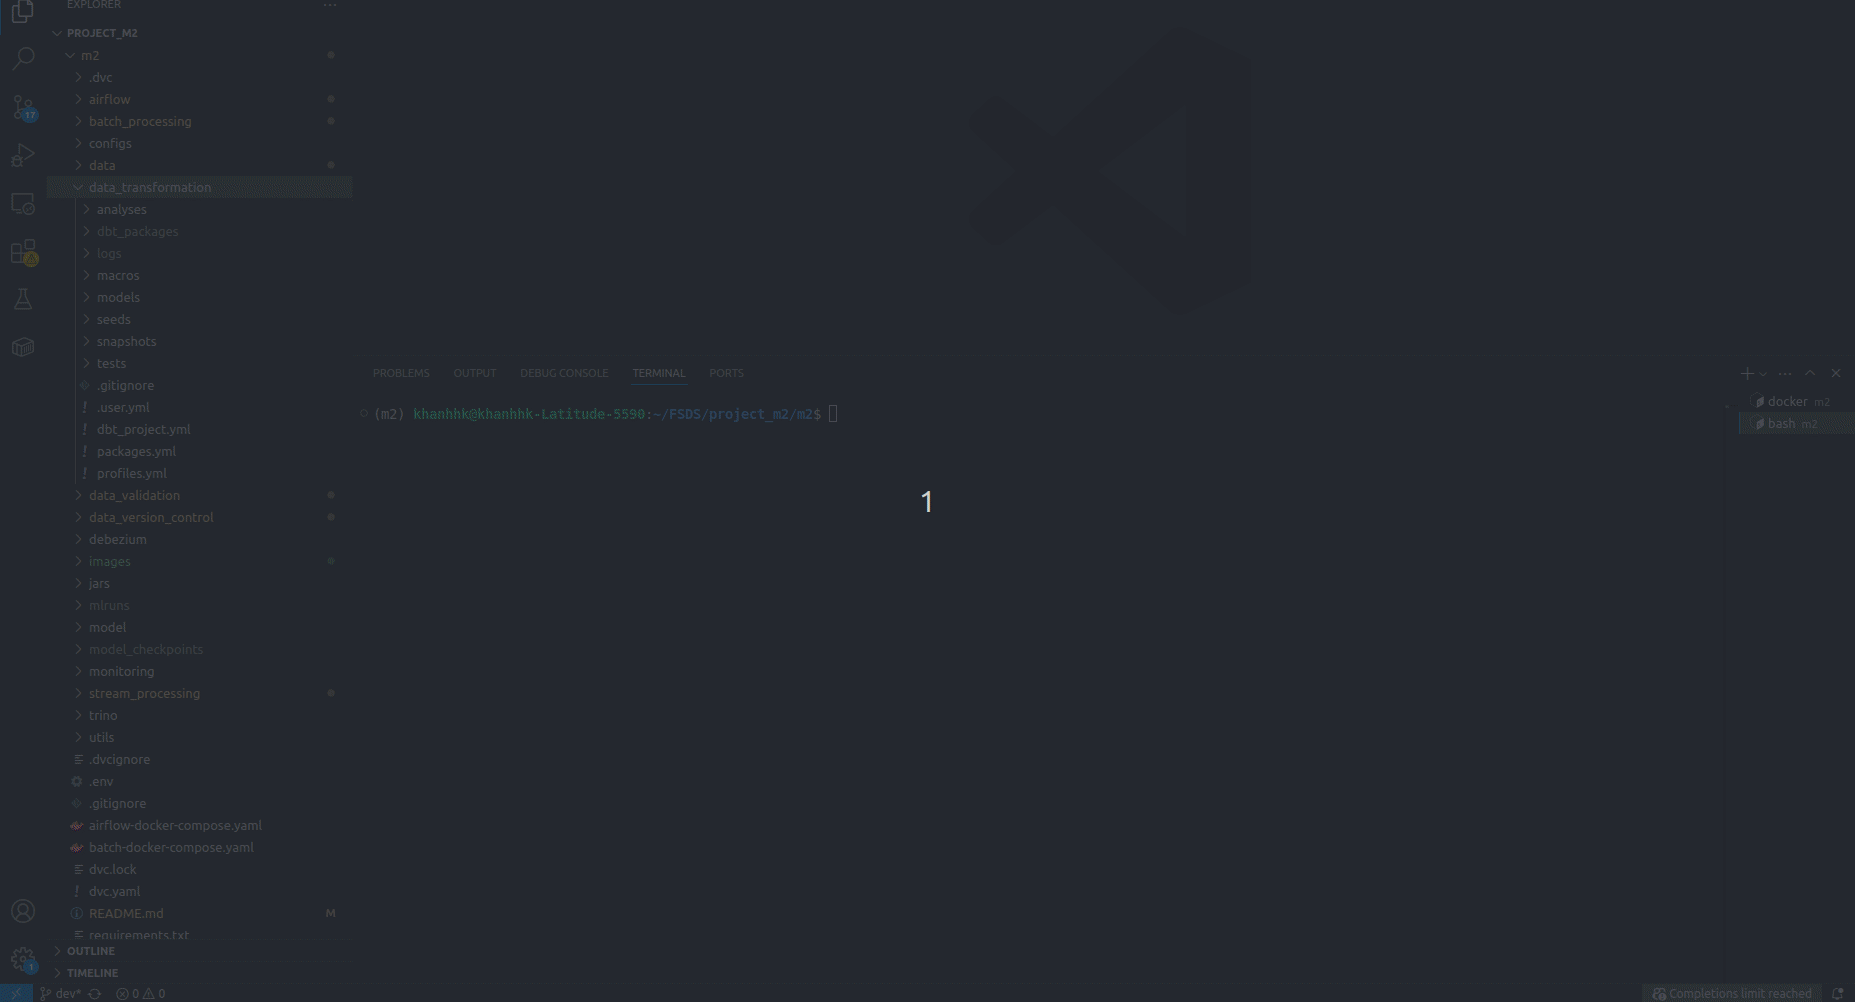 EXPLORER
PROJECT_M2
m2
.dvc
airflow
batch_processing
configs
data
data_transformation
analyses
dbt_packages
logs
macros
models
seeds
snapshots
tests
.gitignore
.user.yml
dbt_project.yml
packages.yml
profiles.yml
data_validation
data_version_control
debezium
images
jars
mlruns
model
model_checkpoints
monitoring
stream_processing
trino
utils
.dvcignore
.env
.gitignore
airflow-docker-compose.yaml
batch-docker-compose.yaml
dvc.lock
! dvc.yaml
README.md M
requirements.txt
OUTLINE
TIMELINE
17
1
PROBLEMS OUTPUT DEBUG CONSOLE TERMINAL PORTS
(m2) khanhhk@khanhhk-Latitude-5590:~/FSDS/project_m2/m2$
docker m2
bash m2
1
dev* 0 0
Completions limit reached